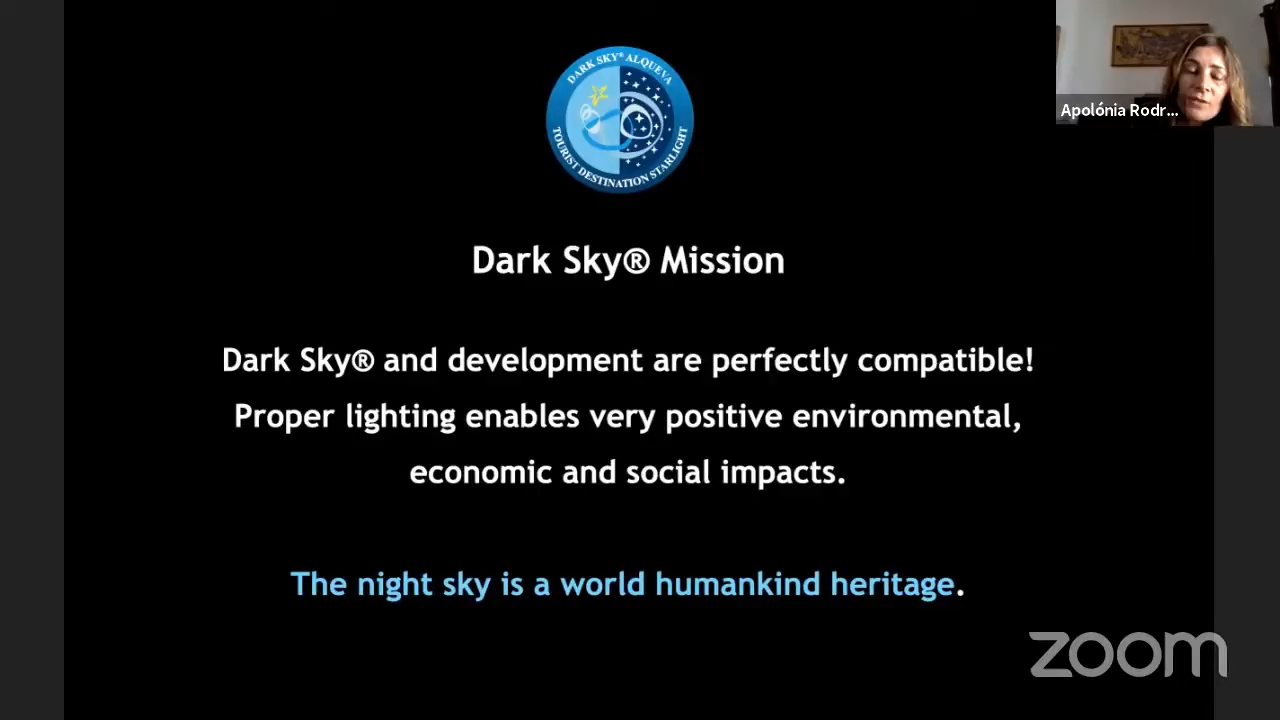 DARK SKY® ALQUEVA
TOURIST DESTINATION STARLIGHT
Apolónia Rodr...
Dark Sky® Mission
Dark Sky® and development are perfectly compatible!
Proper lighting enables very positive environmental,
economic and social impacts.
The night sky is a world humankind heritage.
zoom